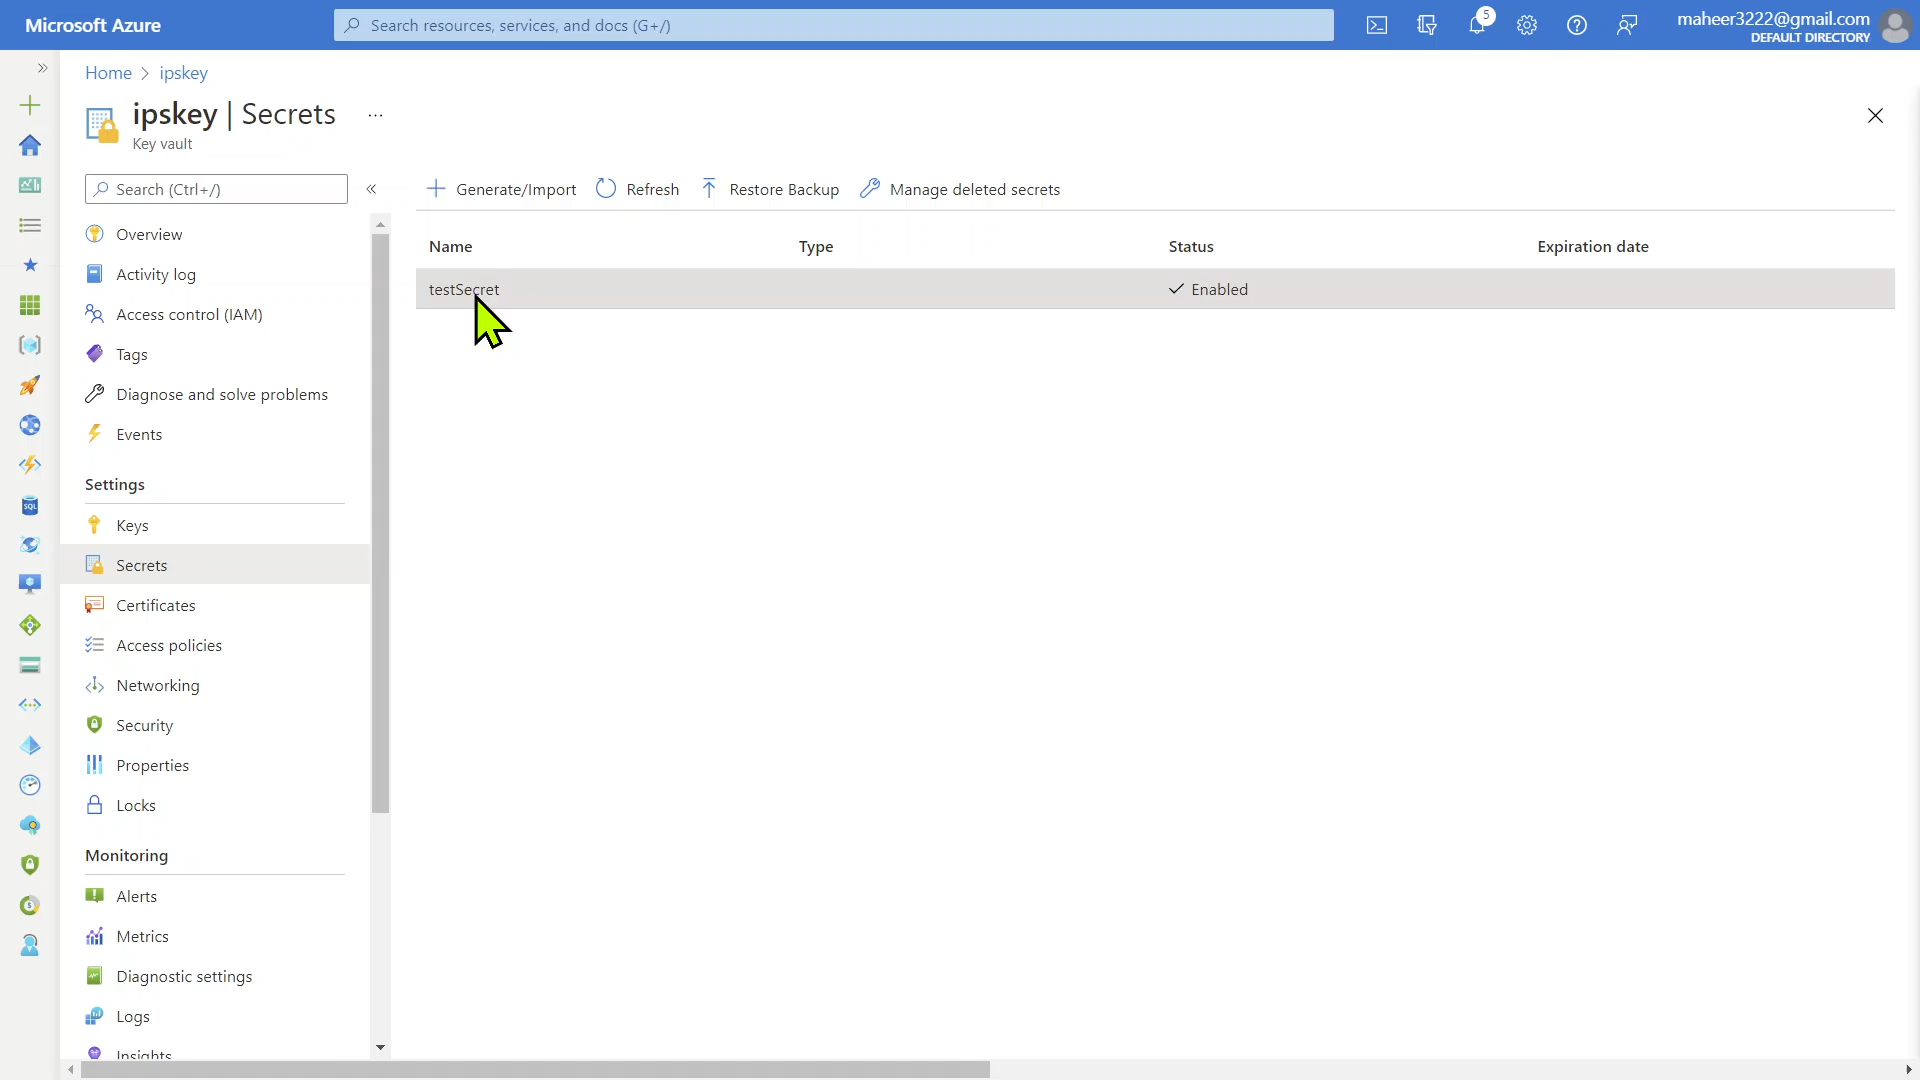 Microsoft Azure
Search resources, services, and docs (G+/)
5
maheer3222@gmail.com
DEFAULT DIRECTORY
Home > ipskey
ipskey | Secrets ...
Key vault
Search (Ctrl+/)
Generate/Import
Refresh
Restore Backup
Manage deleted secrets
Name
Type
Status
Expiration date
testSecret
Enabled
Overview
Activity log
Access control (IAM)
Tags
Diagnose and solve problems
Events
Settings
Keys
Secrets
Certificates
Access policies
Networking
Security
Properties
Locks
Monitoring
Alerts
Metrics
Diagnostic settings
Logs
Insights
SQL